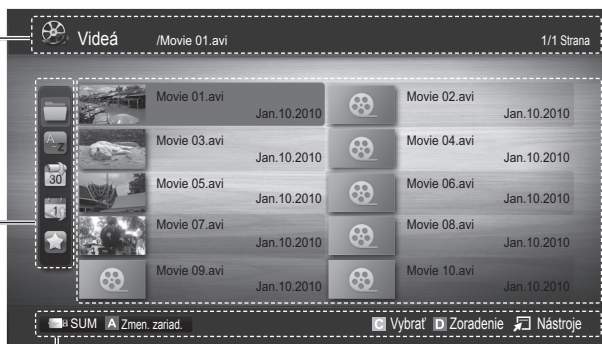 Videá /Movie 01.avi 1/1 Strana
Movie 01.avi Movie 02.avi
Jan.10.2010 Jan.10.2010
Movie 03.avi Movie 04.avi
Jan.10.2010 Jan.10.2010
Movie 05.avi Movie 06.avi
Jan.10.2010 Jan.10.2010
Movie 07.avi Movie 08.avi
Jan.10.2010 Jan.10.2010
Movie 09.avi Movie 10.avi
Jan.10.2010 Jan.10.2010
A-Z
30
1
SUM A Zmen. zariad. C Vybrať D Zoradenie Nástroje